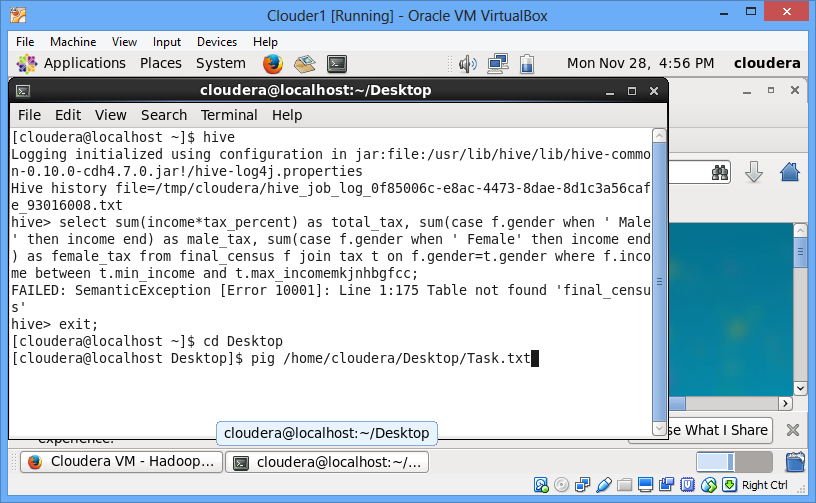 Clouder1 [Running] - Oracle VM VirtualBox
File Machine View Input Devices Help
Applications Places System Mon Nov 28, 4:56 PM cloudera
cloudera@localhost:~/Desktop
File Edit View Search Terminal Help
[cloudera@localhost ~]$ hive
Logging initialized using configuration in jar:file:/usr/lib/hive/lib/hive-commo
n-0.10.0-cdh4.7.0.jar!/hive-log4j.properties
Hive history file=/tmp/cloudera/hive_job_log_0f85006c-e8ac-4473-8dae-8d1c3a56caf
e_93016008.txt
hive> select sum(income*tax_percent) as total_tax, sum(case f.gender when ' Male
' then income end) as male_tax, sum(case f.gender when ' Female' then income end
) as female_tax from final_census f join tax t on f.gender=t.gender where f.inco
me between t.min_income and t.max_incomemkjnhbgfcc;
FAILED: SemanticException [Error 10001]: Line 1:175 Table not found 'final_censu
s'
hive> exit;
[cloudera@localhost ~]$ cd Desktop
[cloudera@localhost Desktop]$ pig /home/cloudera/Desktop/Task.txt
se What I Share
experience.
cloudera@localhost:~/Desktop
Cloudera VM - Hadoop... cloudera@localhost:~/...
Right Ctrl